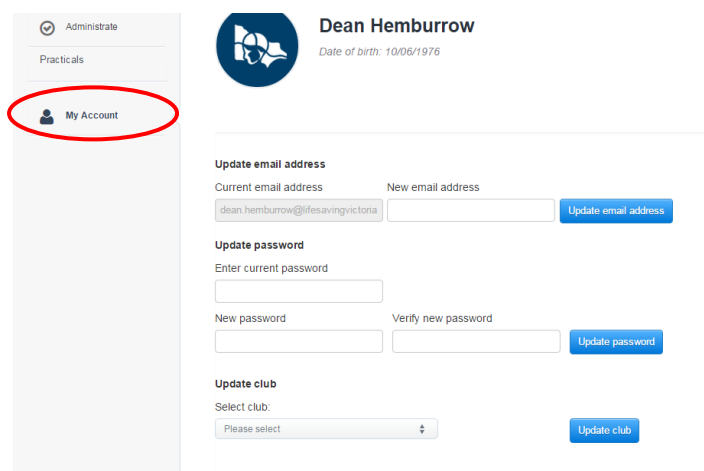 Administrate
Practicals
My Account
Dean Hemburrow
Date of birth: 10/06/1976
Update email address
Current email address New email address
dean.hemburrow@lifesavingvictoria Update email address
Update password
Enter current password
New password Verify new password
Update password
Update club
Select club:
Please select Update club